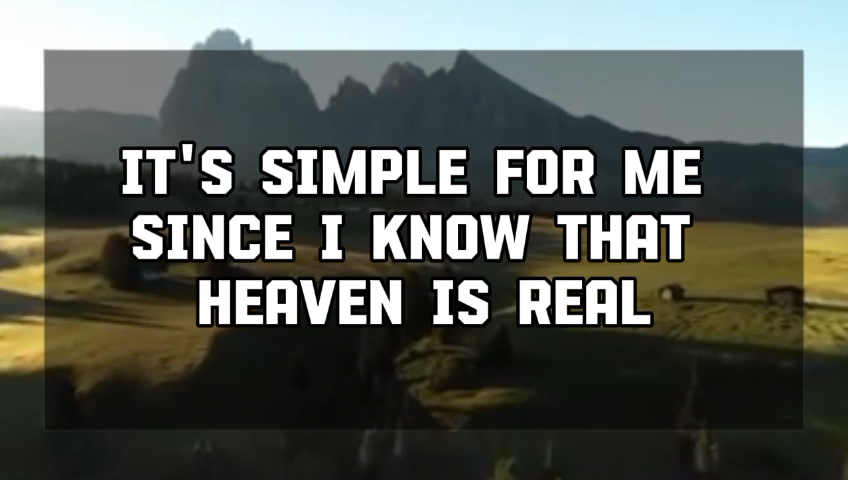 IT'S SIMPLE FOR ME
SINCE I KNOW THAT
HEAVEN IS REAL